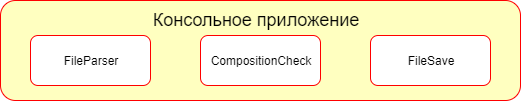 Консольное приложение
FileParser
CompositionCheck
FileSave